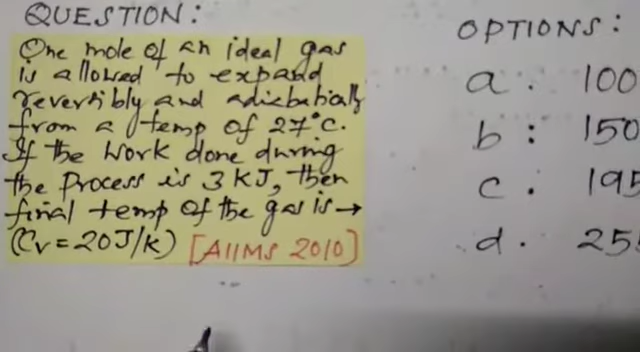 QUESTION:
One mole of an ideal gas
is allowed to expand
reversibly and adiabatically
from a temp of 27°C.
If the work done during
the process is 3 KJ, then
final temp of the gas is →
(Cv=20J/k) [AIIMS 2010]
OPTIONS:
a. 100
b: 150
c. 195
d. 255